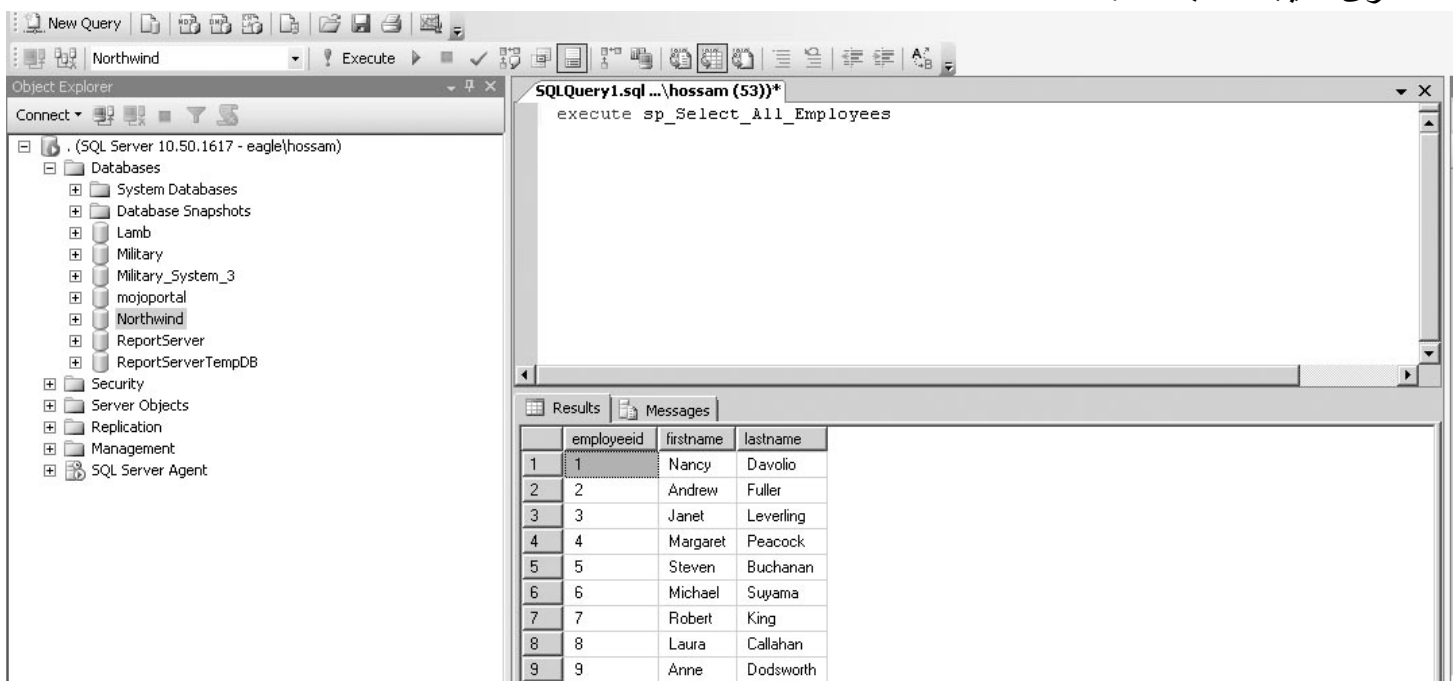 New Query
Northwind
Execute
Object Explorer
Connect
. (SQL Server 10.50.1617 - eagle\hossam)
Databases
System Databases
Database Snapshots
Lamb
Military
Military_System_3
mojoportal
Northwind
ReportServer
ReportServerTempDB
Security
Server Objects
Replication
Management
SQL Server Agent
SQLQuery1.sql ...\hossam (53))*
execute sp_Select_All_Employees
Results Messages
employeeid firstname lastname
1 1 Nancy Davolio
2 2 Andrew Fuller
3 3 Janet Leverling
4 4 Margaret Peacock
5 5 Steven Buchanan
6 6 Michael Suyama
7 7 Robert King
8 8 Laura Callahan
9 9 Anne Dodsworth